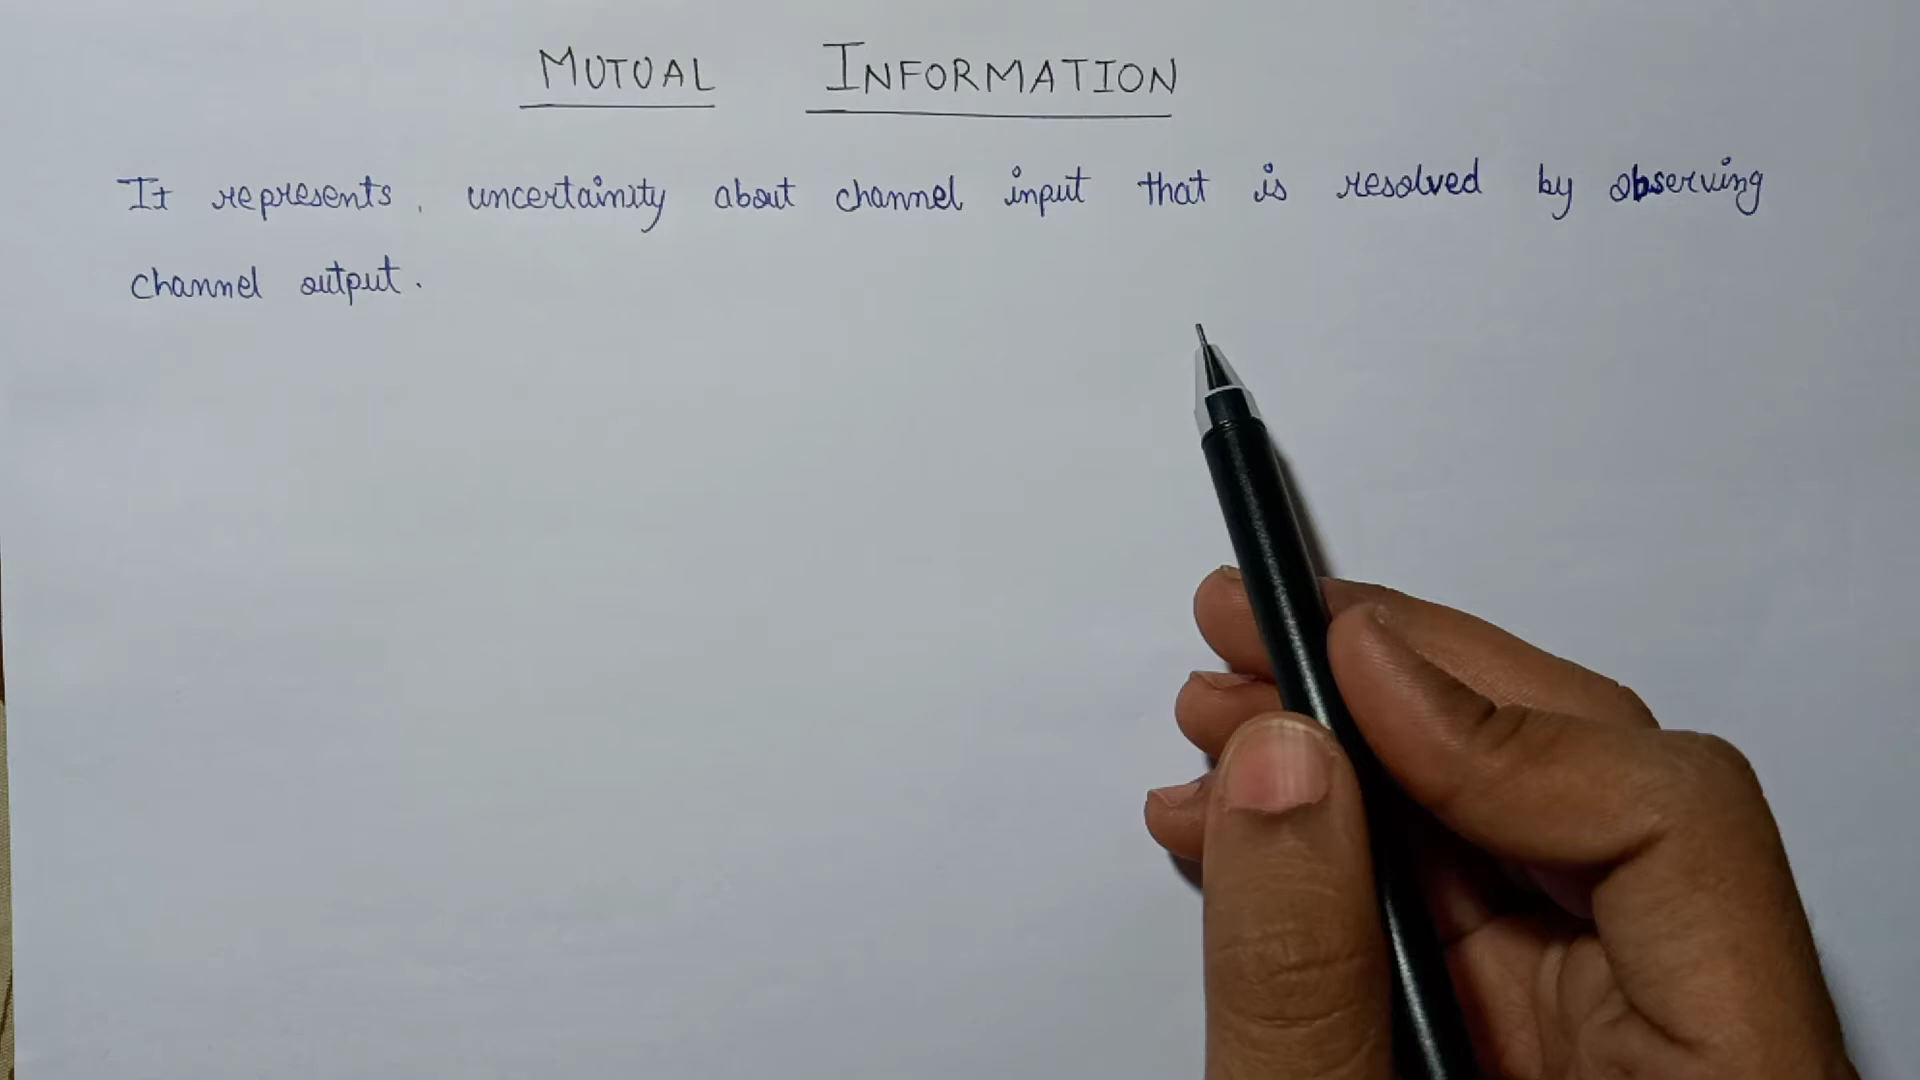 MUTUAL INFORMATION
It represents, uncertainity about channel input that is resolved by observing
channel output.